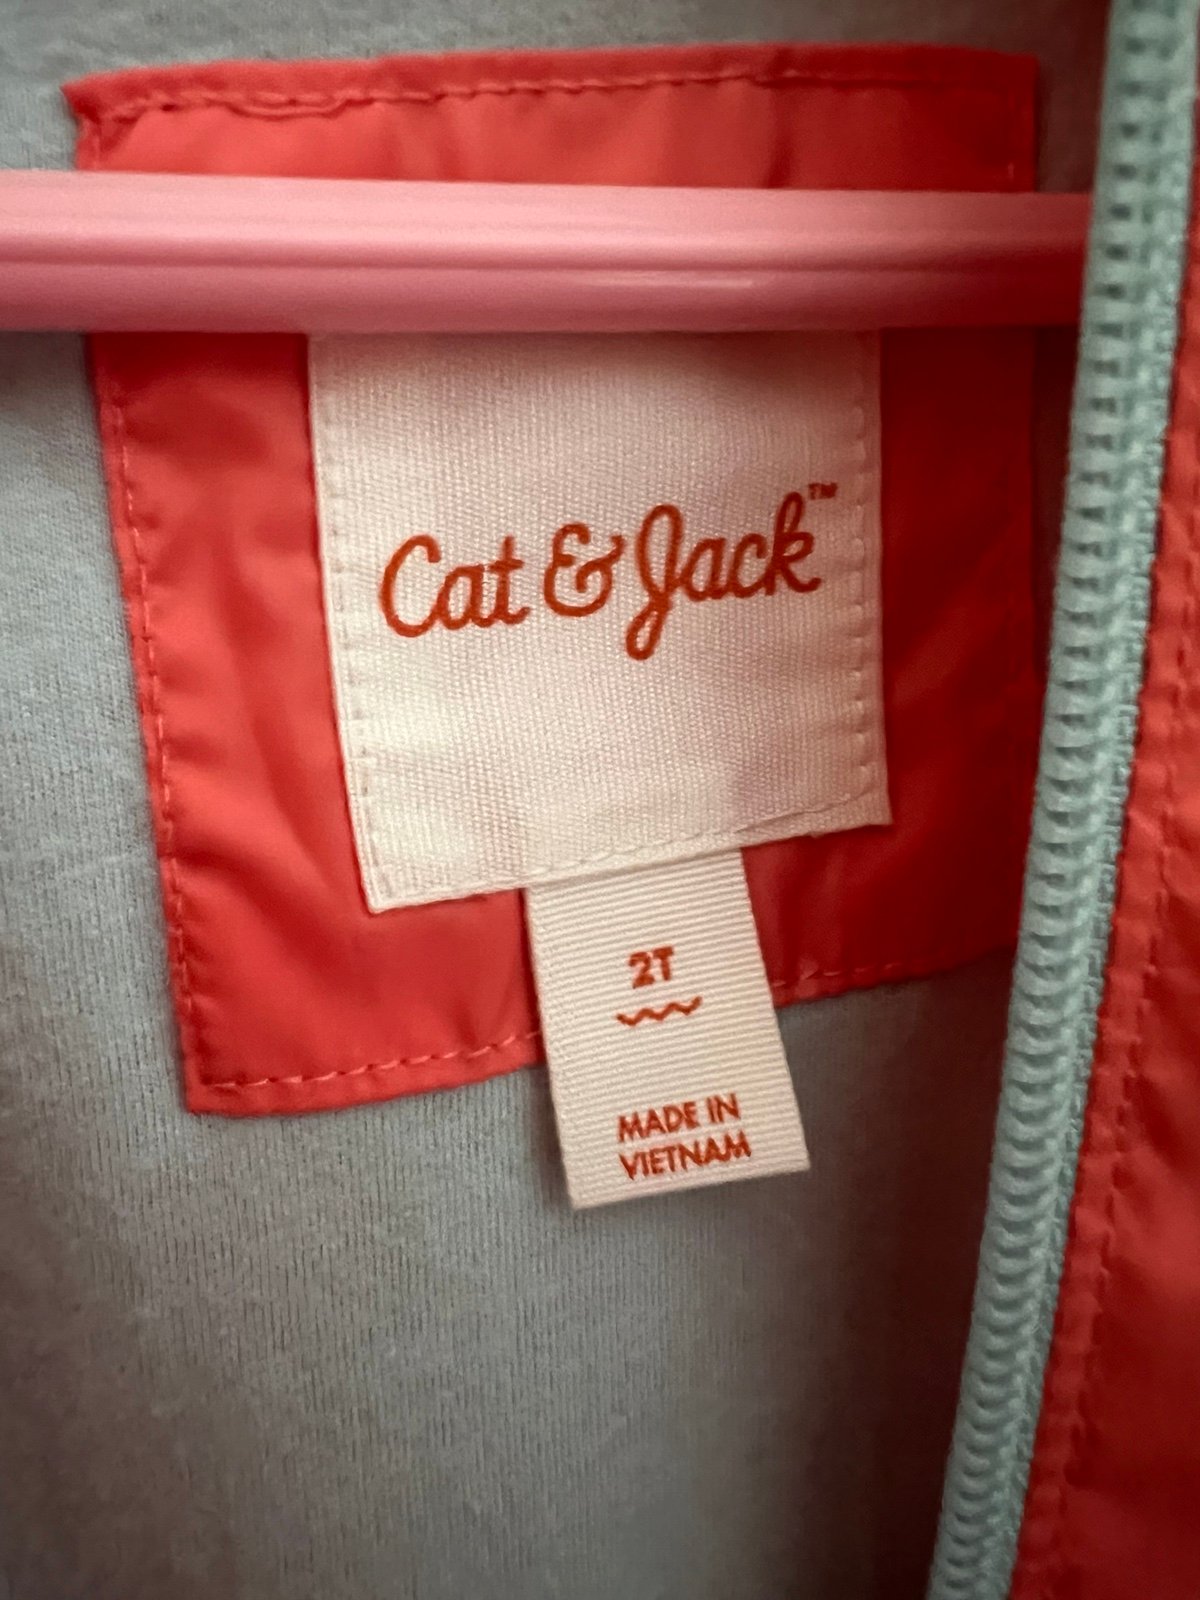 Cat & Jack™
2T
MADE IN
VIETNAM